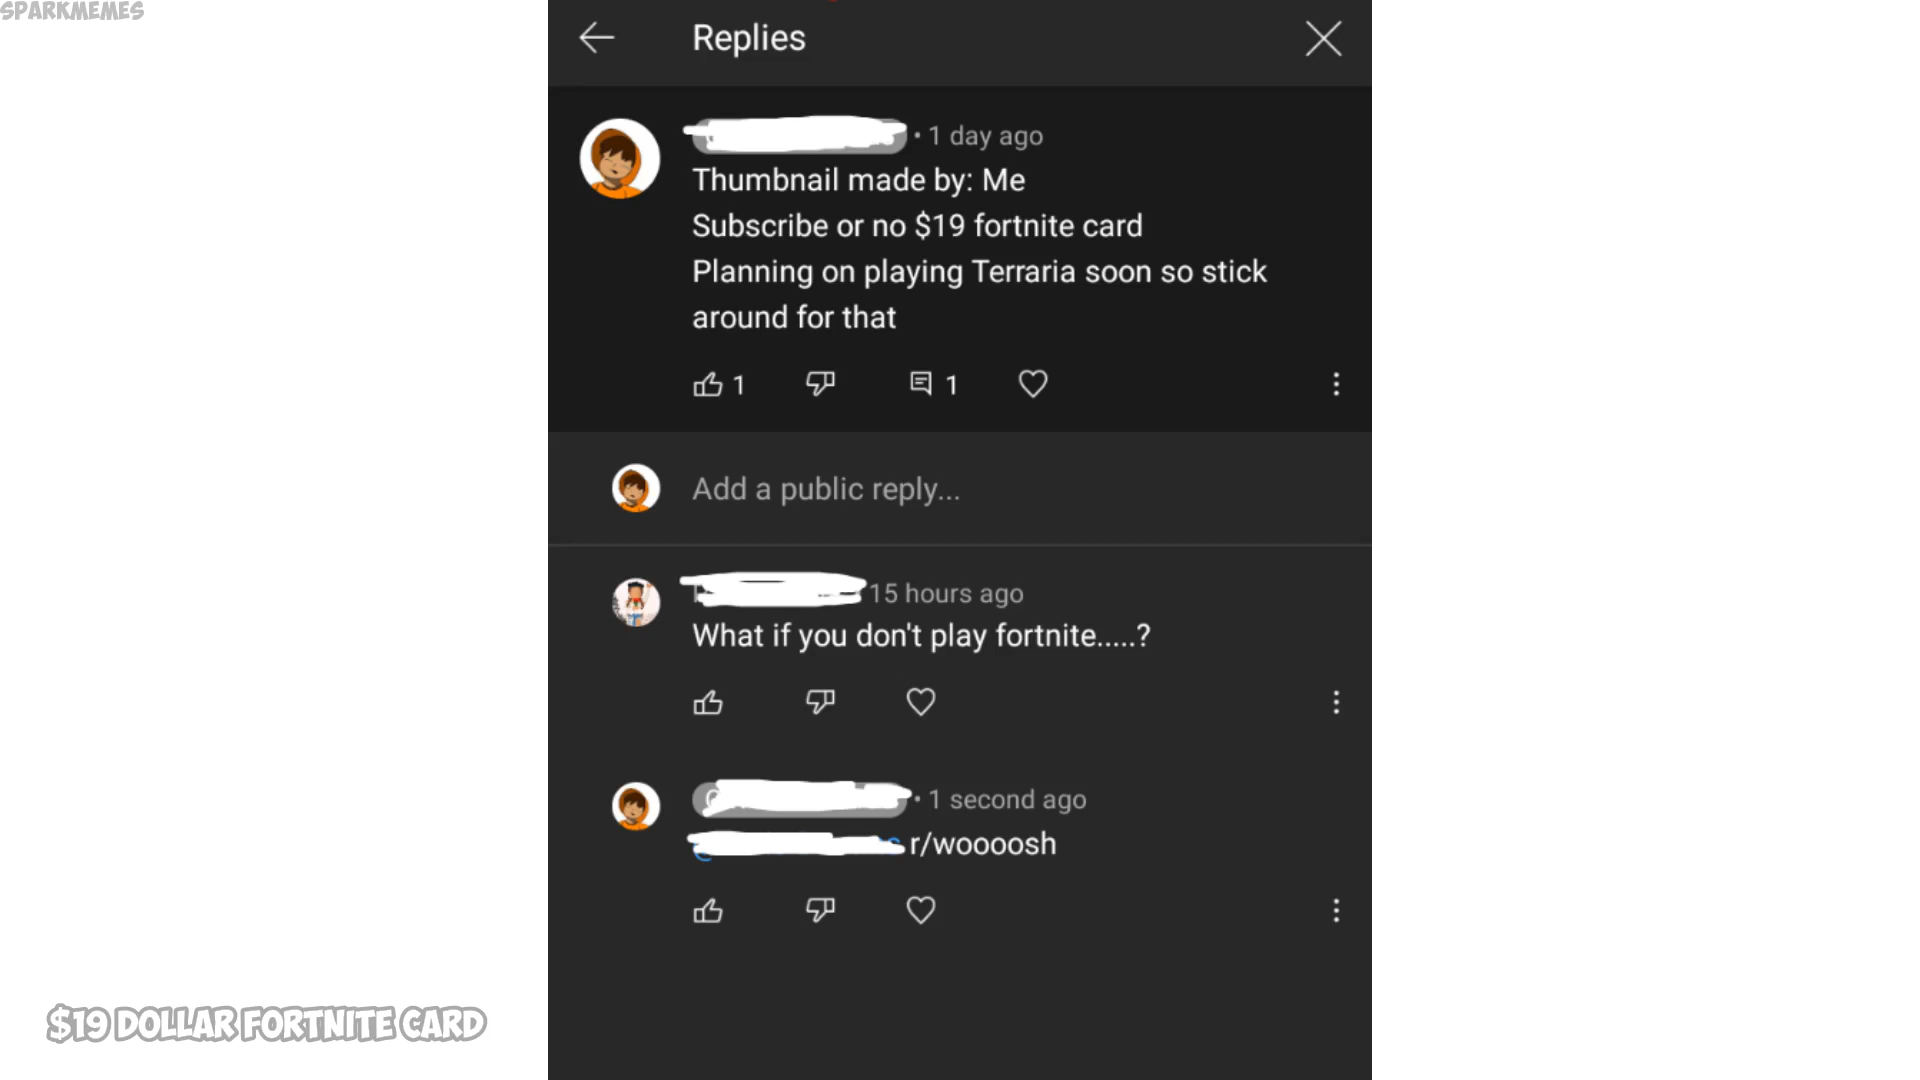 SPARKMEMES
Replies
• 1 day ago
Thumbnail made by: Me
Subscribe or no $19 fortnite card
Planning on playing Terraria soon so stick
around for that
1
1
Add a public reply...
15 hours ago
What if you don't play fortnite.....?
• 1 second ago
r/woooosh
$19 DOLLAR FORTNITE CARD